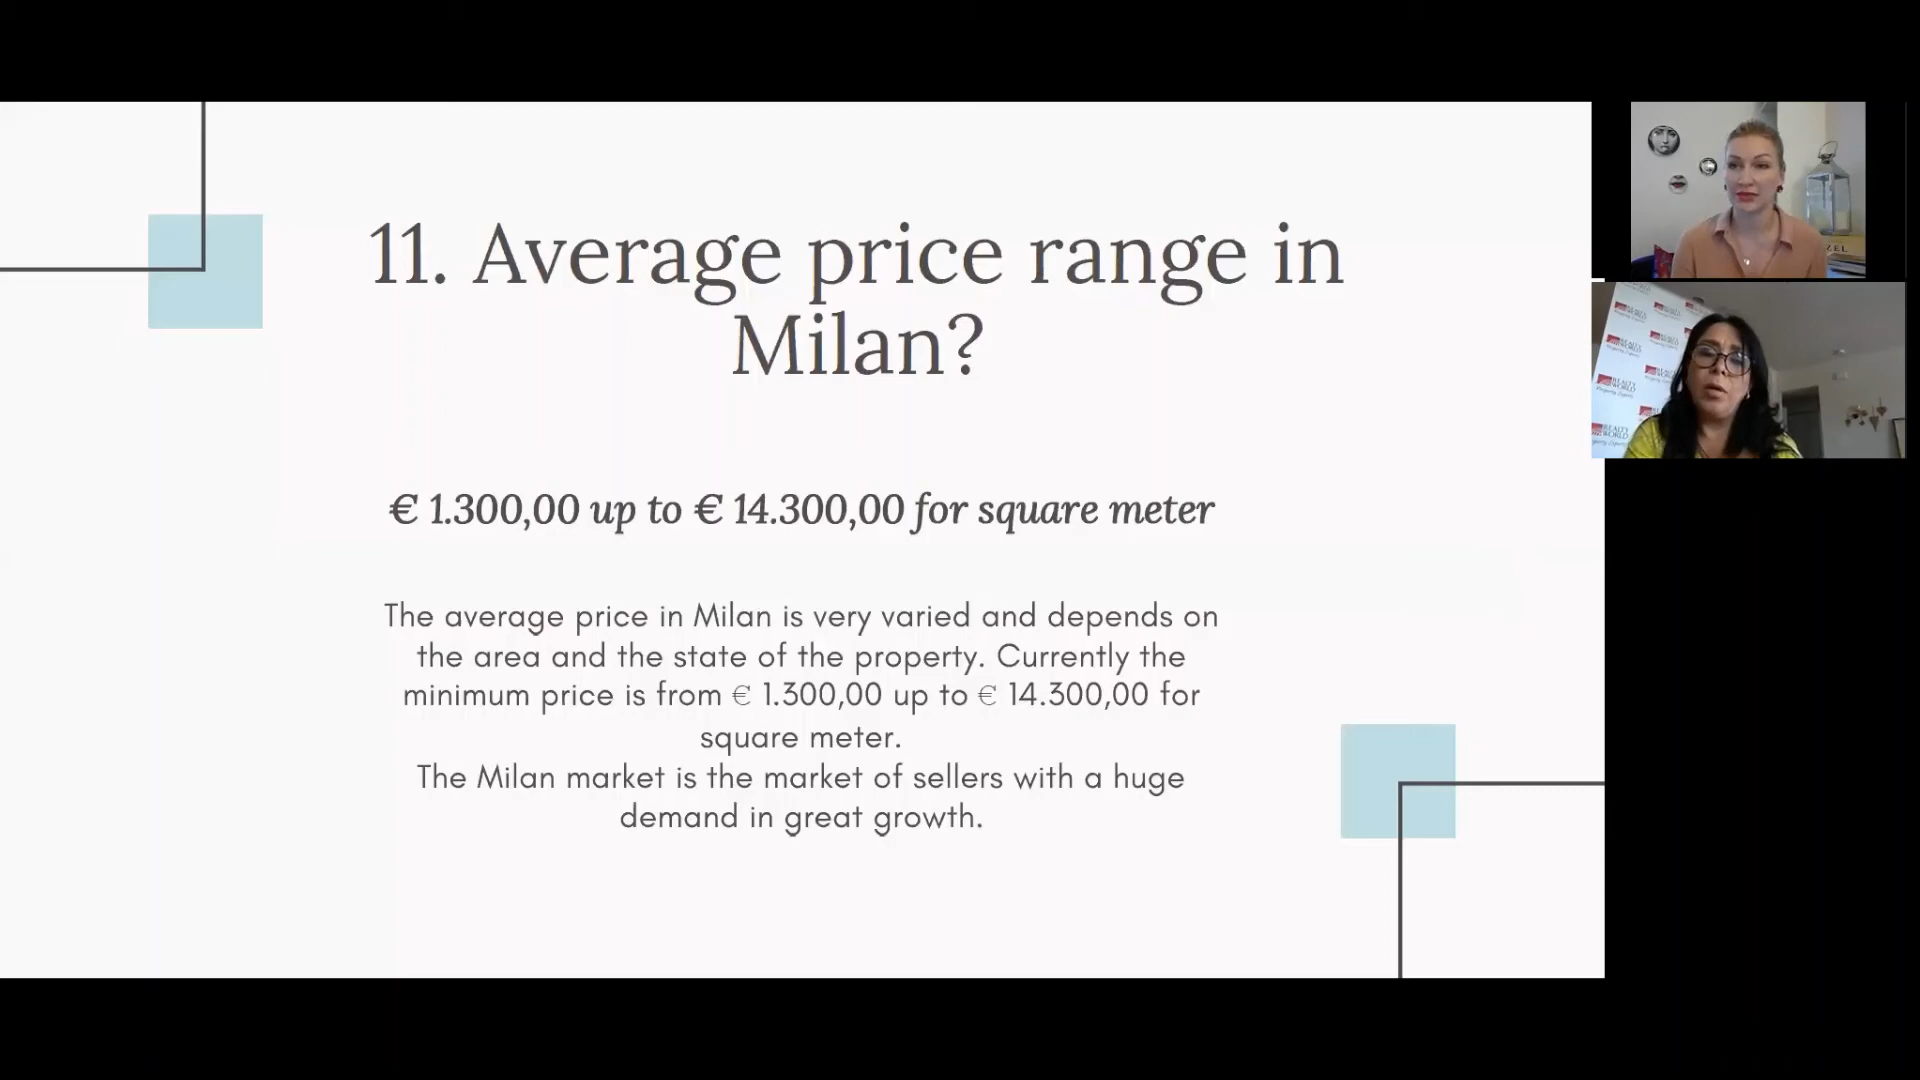 11. Average price range in
Milan?
€ 1.300,00 up to € 14.300,00 for square meter
The average price in Milan is very varied and depends on
the area and the state of the property. Currently the
minimum price is from € 1.300,00 up to € 14.300,00 for
square meter.
The Milan market is the market of sellers with a huge
demand in great growth.
ZEL
REALTY
WORLD